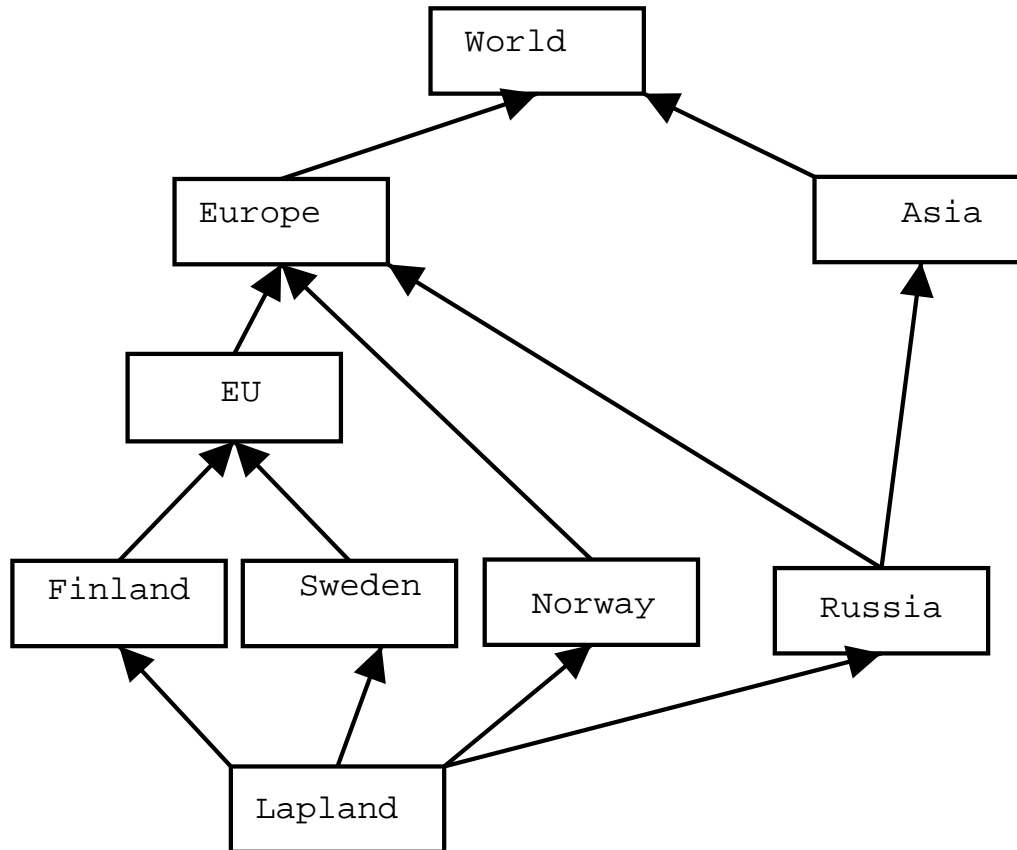 World
Europe
Asia
EU
Finland
Sweden
Norway
Russia
Lapland